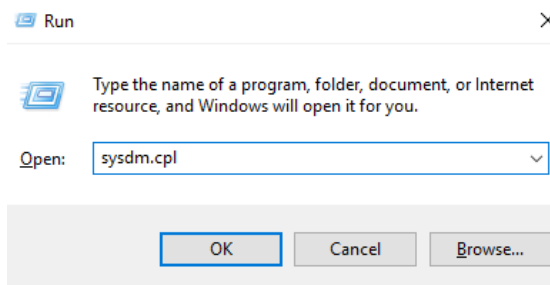 Run
Type the name of a program, folder, document, or Internet
resource, and Windows will open it for you.
Open: sysdm.cpl
OK Cancel Browse...